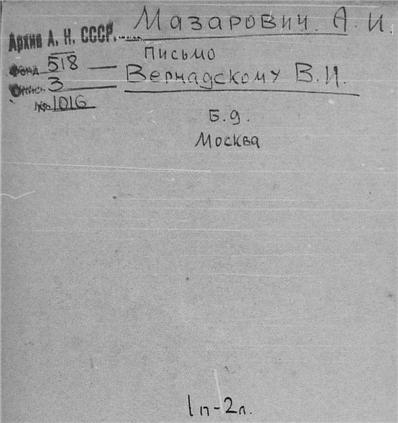 Мазарович. А. И.
Архив А. Н. СССР.
Письмо
Фонд 518
Вернадскому В. И.
Опись 3
№ 1016
Б.д.
Москва
1п-2л.